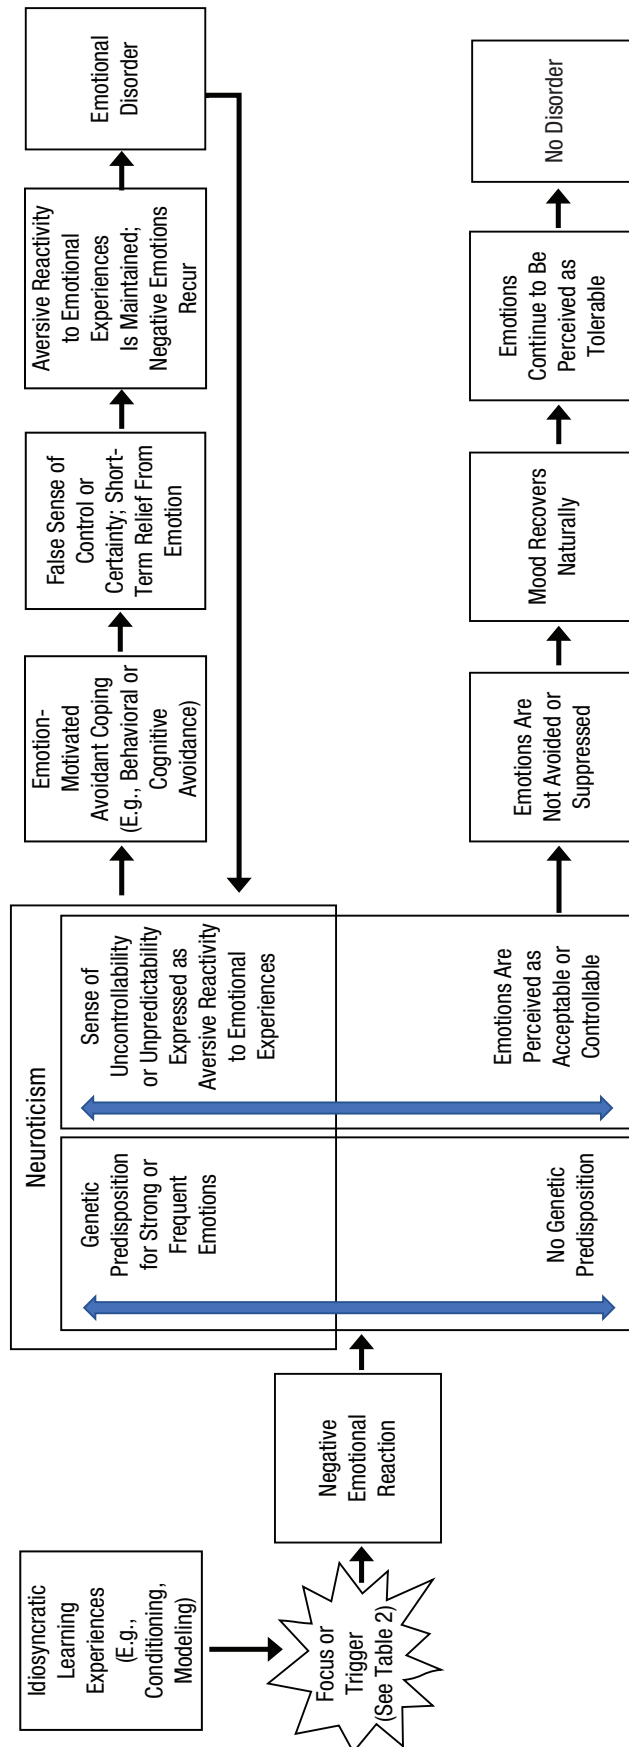 Idiosyncratic
Learning
Experiences
(E.g.,
Conditioning,
Modeling)
Focus or
Trigger
(See Table 2)
Negative
Emotional
Reaction
Neuroticism
Genetic
Predisposition
for Strong or
Frequent
Emotions
No Genetic
Predisposition
Sense of
Uncontrollability
or Unpredictability
Expressed as
Aversive Reactivity
to Emotional
Experiences
Emotions Are
Perceived as
Acceptable or
Controllable
Emotion-
Motivated
Avoidant Coping
(E.g., Behavioral or
Cognitive
Avoidance)
False Sense of
Control or
Certainty; Short-
Term Relief From
Emotion
Aversive Reactivity
to Emotional
Experiences
Is Maintained;
Negative Emotions
Recur
Emotional
Disorder
Emotions Are
Not Avoided or
Suppressed
Mood Recovers
Naturally
Emotions
Continue to Be
Perceived as
Tolerable
No Disorder